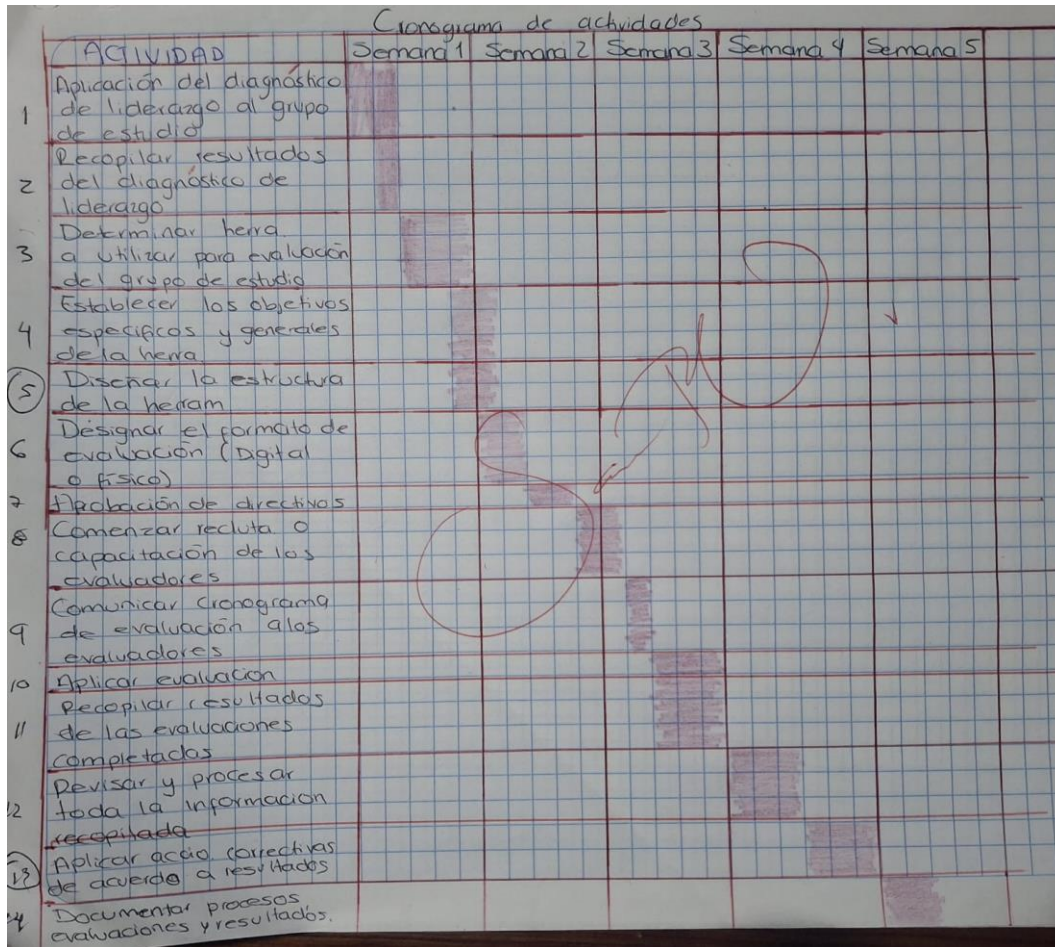 Cronograma de actividades
ACTIVIDAD Semana 1 Semana 2 Semana 3 Semana 4 Semana 5
Aplicación del diagnóstico
1 de liderazgo al grupo
de estudio
Recopilar resultados
2 del diagnóstico de
liderazgo
Determinar herra.
3 a utilizar para evaluación
del grupo de estudio
Establecer los objetivos
4 especificos y generales
de la herra.
5 Diseñar la estructura
de la herram
Designar el formato de
6 evaluación (Digital
o físico)
7 Aprobación de directivos
8 Comenzar recluta o
capacitación de los
evaluadores
Comunicar Cronograma
9 de evaluación a los
evaluadores
10 Aplicar evaluacion
Recopilar resultados
11 de las evaluaciones
completadas
Revisar y procesar
12 toda la informacion
recopilada
13 Aplicar accio. correctivas
de acuerdo a resultados
Documentar procesos,
evaluaciones y resultados.